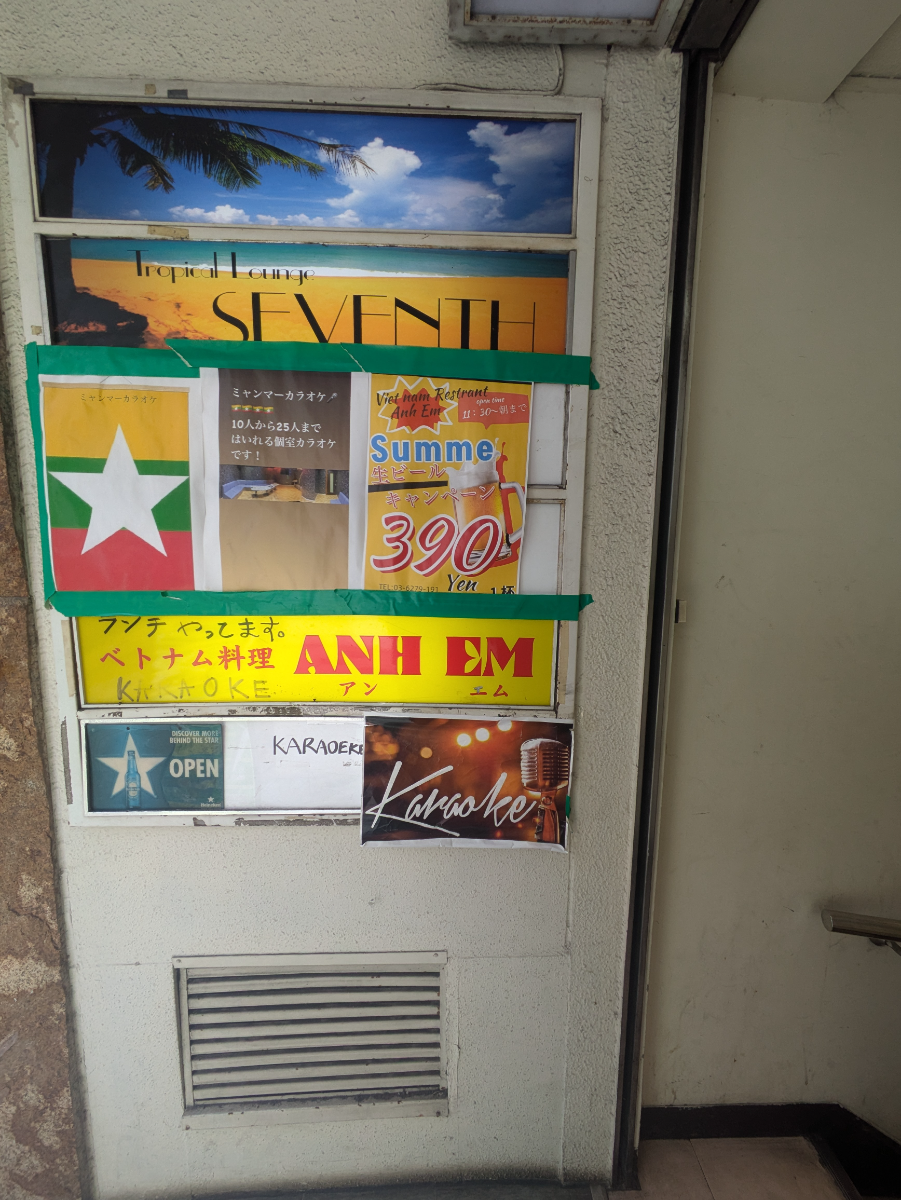 Tropical Lounge
SEVENTH
ミャンマーカラオケ
ミャンマーカラオケ🎤
10人から25人まで
はいれる個室カラオケ
です！
Viet nam Restrant
Anh Em
open time
11：30〜朝まで
Summe
生ビール
キャンペーン
390
Yen
1杯
ランチ やってます。
ベトナム料理
ANH EM
アン エム
KARAOKE
DISCOVER MORE
BEHIND THE STAR
OPEN
Heineken
KARAOEKE
Karaoke